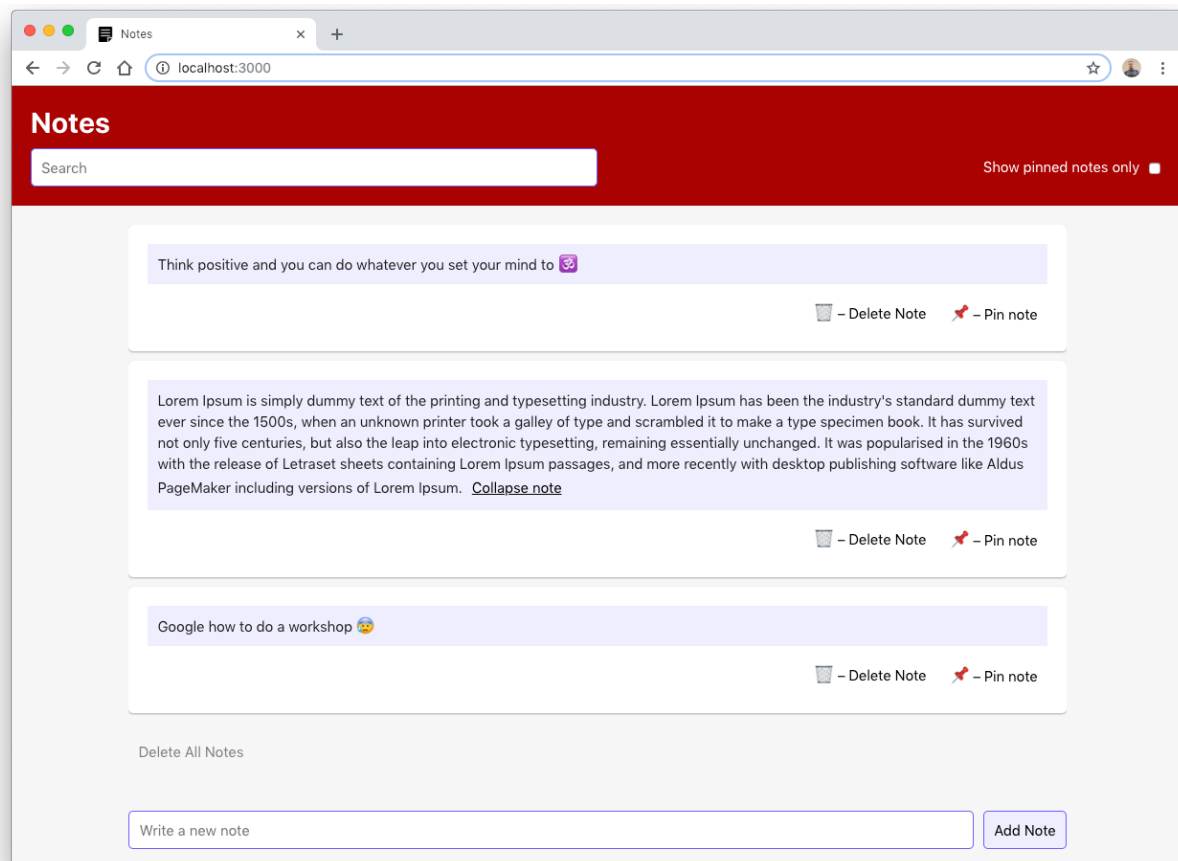 Notes
localhost:3000
Notes
Search
Show pinned notes only
Think positive and you can do whatever you set your mind to 🕉️
🗑️ – Delete Note 📌 – Pin note
Lorem Ipsum is simply dummy text of the printing and typesetting industry. Lorem Ipsum has been the industry's standard dummy text
ever since the 1500s, when an unknown printer took a galley of type and scrambled it to make a type specimen book. It has survived
not only five centuries, but also the leap into electronic typesetting, remaining essentially unchanged. It was popularised in the 1960s
with the release of Letraset sheets containing Lorem Ipsum passages, and more recently with desktop publishing software like Aldus
PageMaker including versions of Lorem Ipsum. Collapse note
🗑️ – Delete Note 📌 – Pin note
Google how to do a workshop 😰
🗑️ – Delete Note 📌 – Pin note
Delete All Notes
Write a new note
Add Note